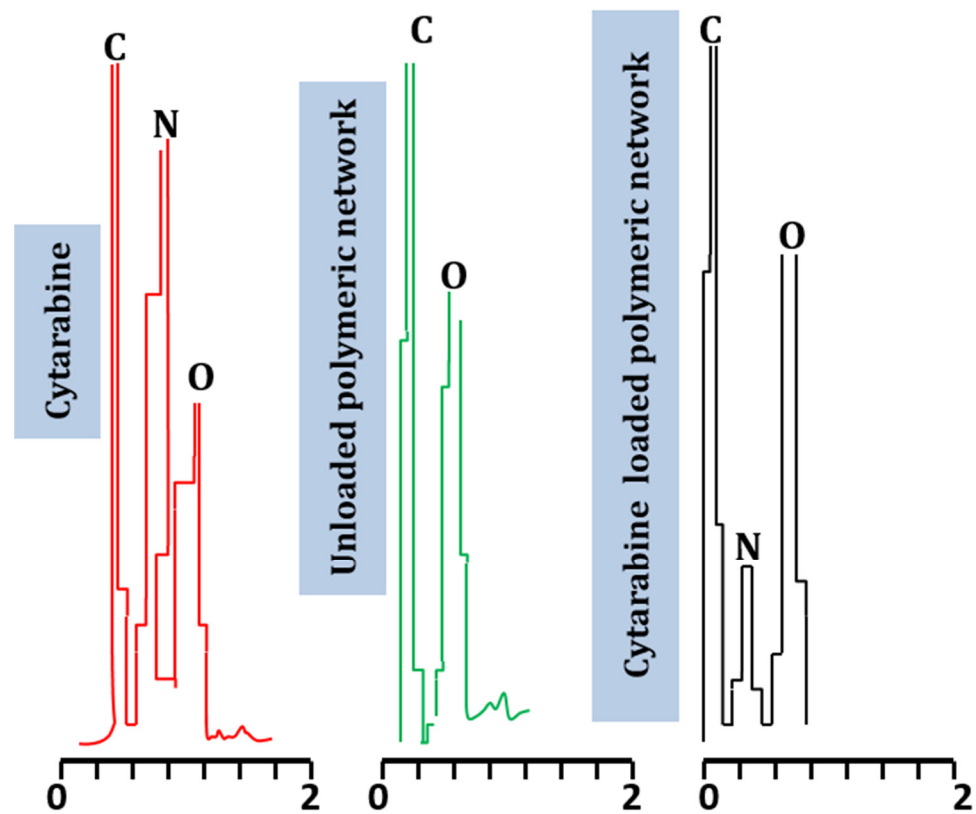 C
N
O
Cytarabine
0 2
C
O
Unloaded polymeric network
0 2
C
N
O
Cytarabine loaded polymeric network
0 2